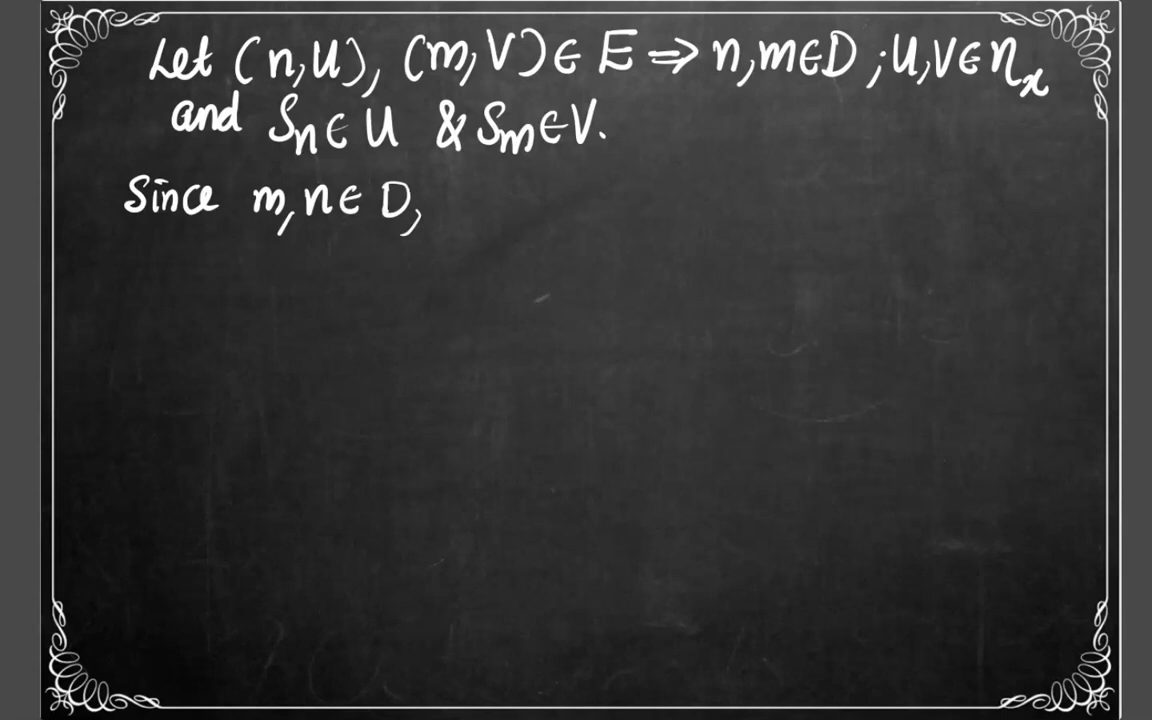 Let (n,U), (m,V) ∈ E ⇒ n,m∈D ; U,V∈ η_x
and S_n ∈ U & S_m ∈ V.
Since m,n ∈ D,